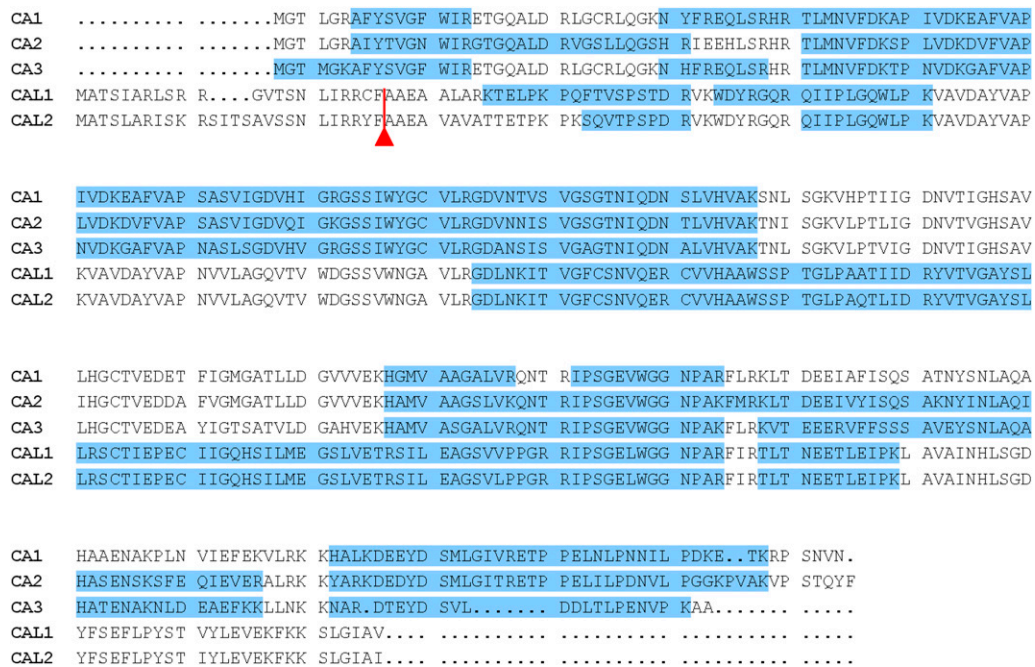 CA1 .......... .......MGT LGRAFYSVGF WIRETGQALD RLGCRLQGKN YFREQLSRHR TLMNVFDKAP IVDKEAFVAP
CA2 .......... .......MGT LGRAIYTVGN WIRGTGQALD RVGSLLQGSH RIEEHLSRHR TLMNVFDKSP LVDKDVFVAP
CA3 .......... .......MGT MGKAFYSVGF WIRETGQALD RLGCRLQGKN HFREQLSRHR TLMNVFDKTP NVDKGAFVAP
CAL1 MATSIARLSR R....GVTSN LIRRCFAAEA ALARKTELPK PQFTVSPSTD RVKWDYRGQR QIIPLGQWLP KVAVDAYVAP
CAL2 MATSLARISK RSITSAVSSN LIRRYFAAEA VAVATTETPK PKSQVTPSPD RVKWDYRGQR QIIPLGQWLP KVAVDAYVAP
CA1 IVDKEAFVAP SASVIGDVHI GRGSSIWYGC VLRGDVNTVS VGSGTNIQDN SLVHVAKSNL SGKVHPTIIG DNVTIGHSAV
CA2 LVDKDVFVAP SASVIGDVQI GKGSSIWYGC VLRGDVNNIS VGSGTNIQDN TLVHVAKTNI SGKVLPTLIG DNVTVGHSAV
CA3 NVDKGAFVAP NASLSGDVHV GRGSSIWYGC VLRGDANSIS VGAGTNIQDN ALVHVAKTNL SGKVLPTVIG DNVTIGHSAV
CAL1 KVAVDAYVAP NVVLAGQVTV WDGSSVWNGA VLRGDLNKIT VGFCSNVQER CVVHAAWSSP TGLPAATIID RYVTVGAYSL
CAL2 KVAVDAYVAP NVVLAGQVTV WDGSSVWNGA VLRGDLNKIT VGFCSNVQER CVVHAAWSSP TGLPAQTLID RYVTVGAYSL
CA1 LHGCTVEDET FIGMGATLLD GVVVEKHGMV AAGALVRQNT RIPSGEVWGG NPARFLRKLT DEEIAFISQS ATNYSNLAQA
CA2 IHGCTVEDDA FVGMGATLLD GVVVEKHAMV AAGSLVKQNT RIPSGEVWGG NPAKFMRKLT DEEIVYISQS AKNYINLAQI
CA3 LHGCTVEDEA YIGTSATVLD GAHVEKHAMV ASGALVRQNT RIPSGEVWGG NPAKFLRKVT EEERVFFSSS AVEYSNLAQA
CAL1 LRSCTIEPEC IIGQHSILME GSLVETRSIL EAGSVVPPGR RIPSGELWGG NPARFIRTLT NEETLEIPKL AVAINHLSGD
CAL2 LRSCTIEPEC IIGQHSILME GSLVETRSIL EAGSVLPPGR RIPSGELWGG NPARFIRTLT NEETLEIPKL AVAINHLSGD
CA1 HAAENAKPLN VIEFEKVLRK KHALKDEEYD SMLGIVRETP PELNLPNNIL PDKE..TKRP SNVN.
CA2 HASENSKSFE QIEVERALRK KYARKDEDYD SMLGITRETP PELILPDNVL PGGKPVAKVP STQYF
CA3 HATENAKNLD EAEFKKLLNK KNAR.DTEYD SVL....... DDLTLPENVP KAA....... .....
CAL1 YFSEFLPYST VYLEVEKFKK SLGIAV.... .......... .......... .......... .....
CAL2 YFSEFLPYST IYLEVEKFKK SLGIAI.... .......... .......... .......... .....